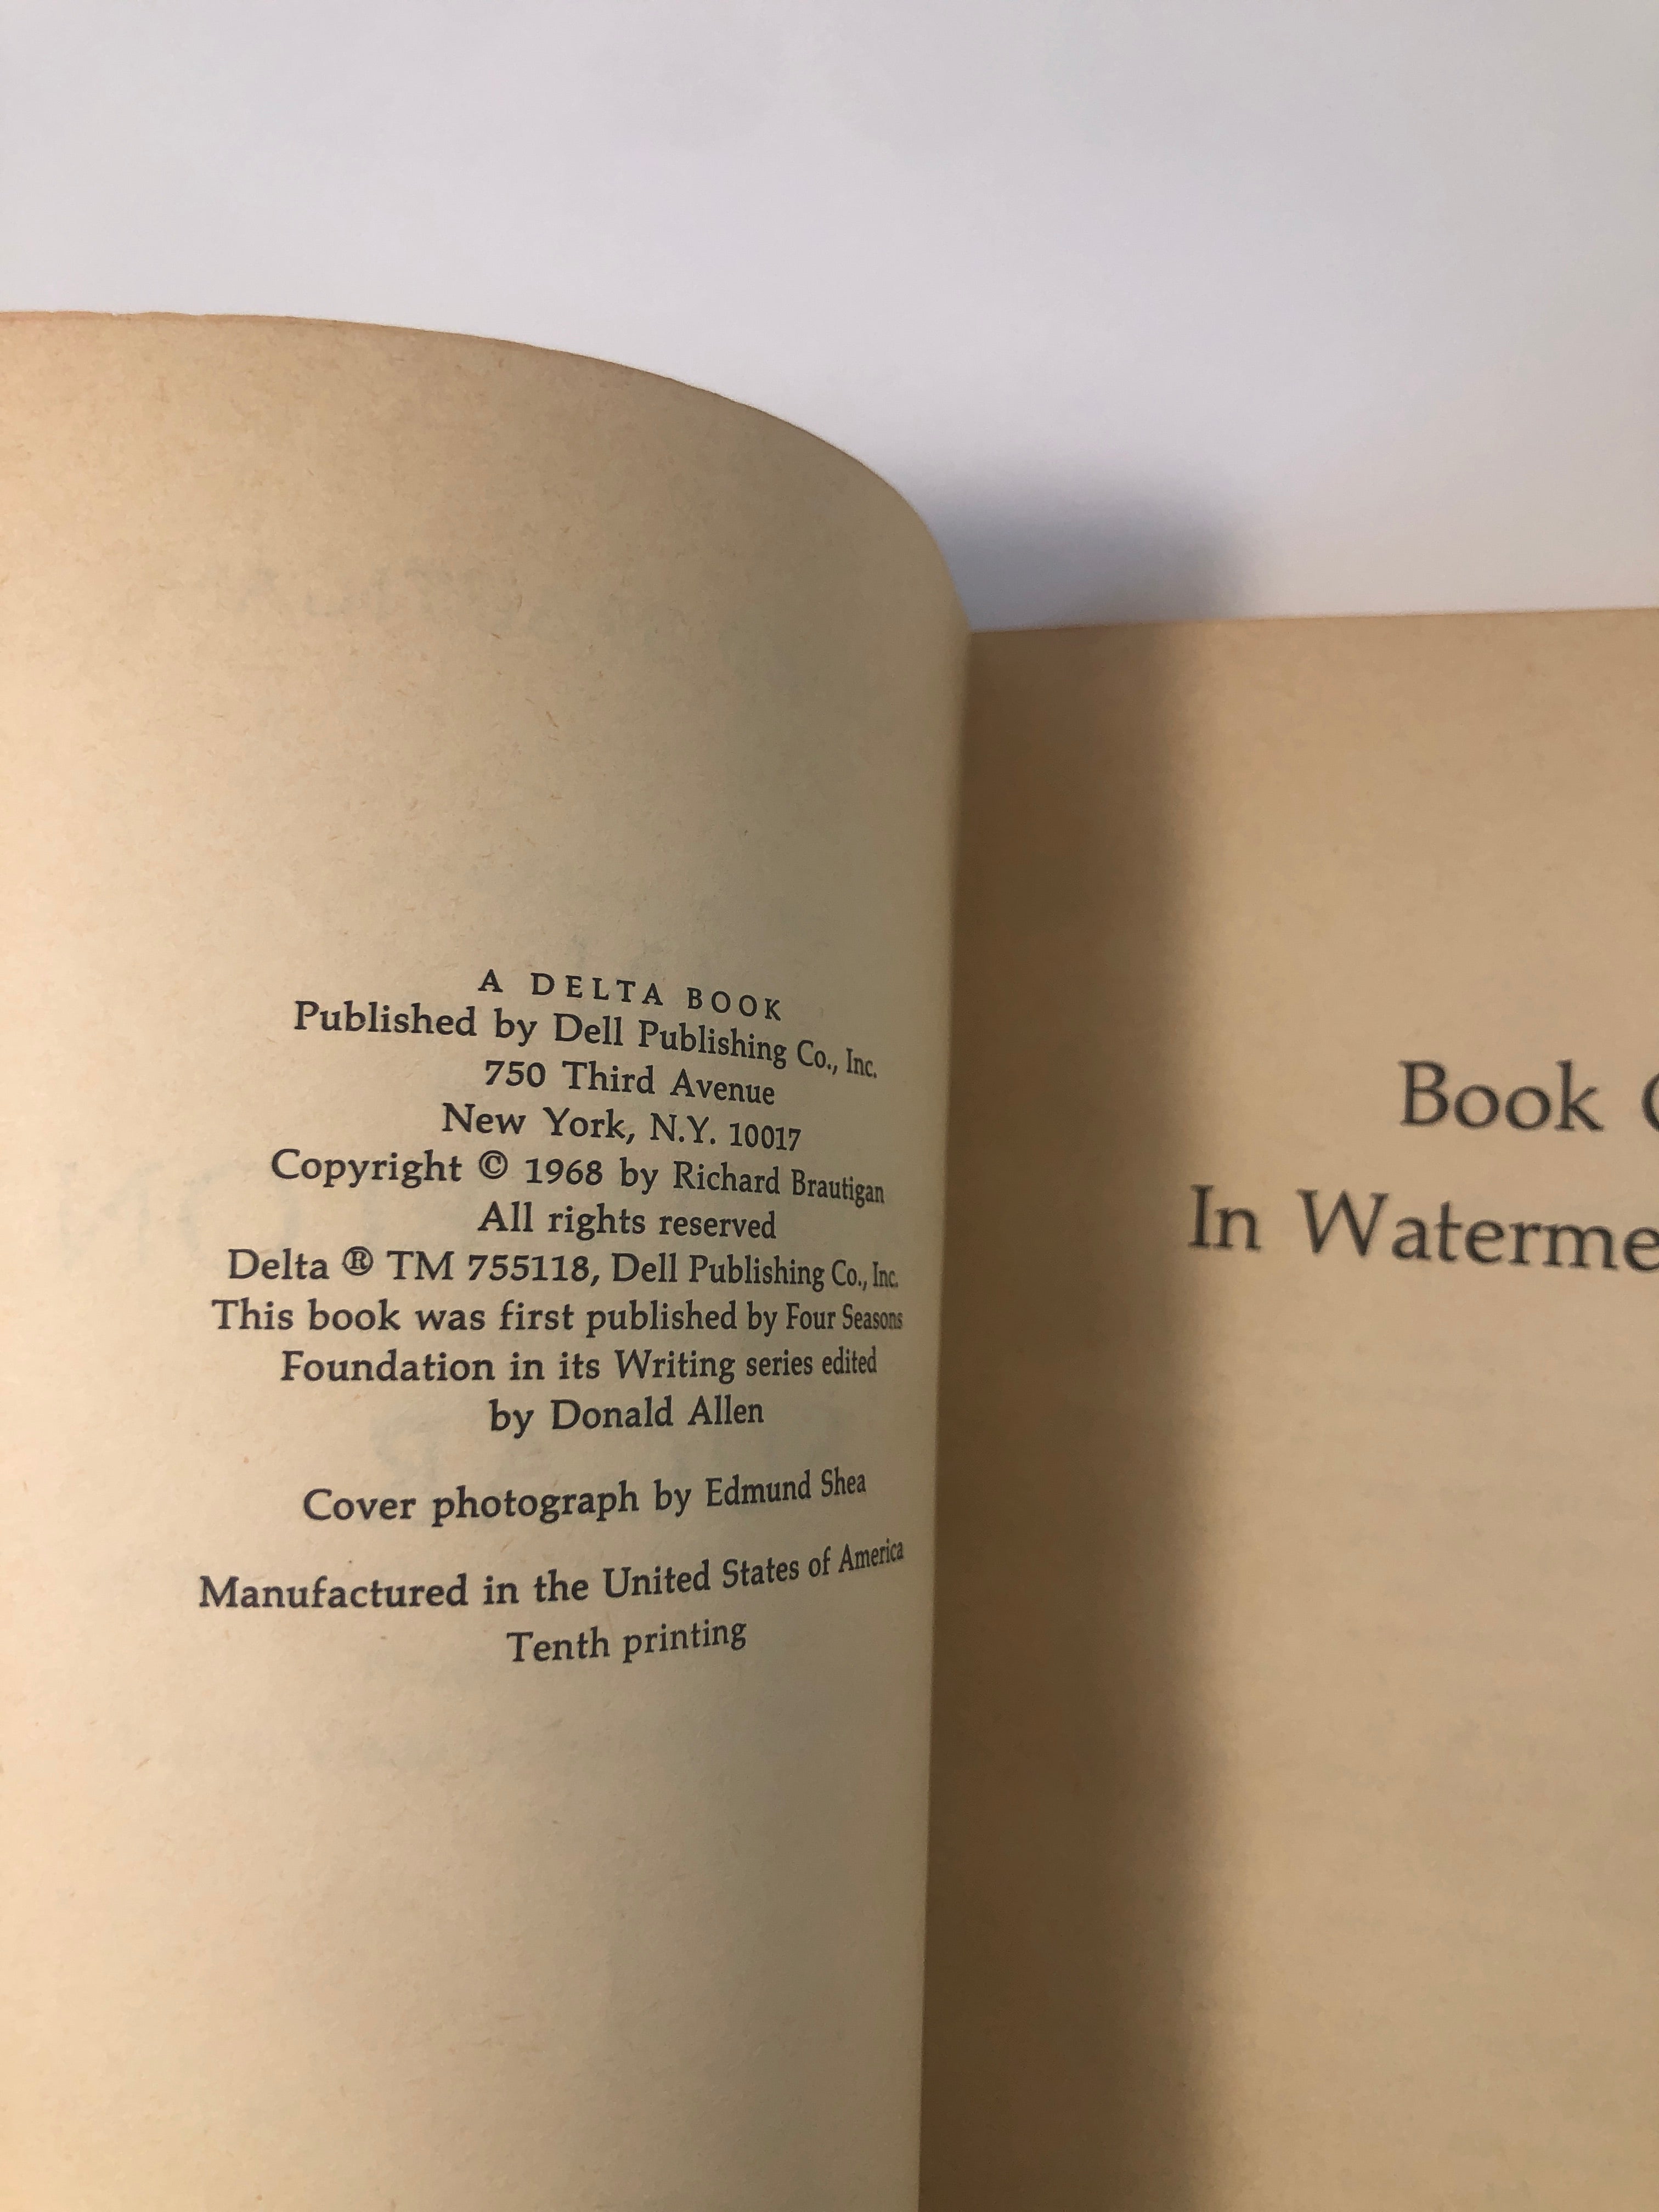 A DELTA BOOK
Published by Dell Publishing Co., Inc.
750 Third Avenue
New York, N.Y. 10017
Copyright © 1968 by Richard Brautigan
All rights reserved
Delta ® TM 755118, Dell Publishing Co., Inc.
This book was first published by Four Seasons
Foundation in its Writing series edited
by Donald Allen
Cover photograph by Edmund Shea
Manufactured in the United States of America
Tenth printing
Book
In Waterme